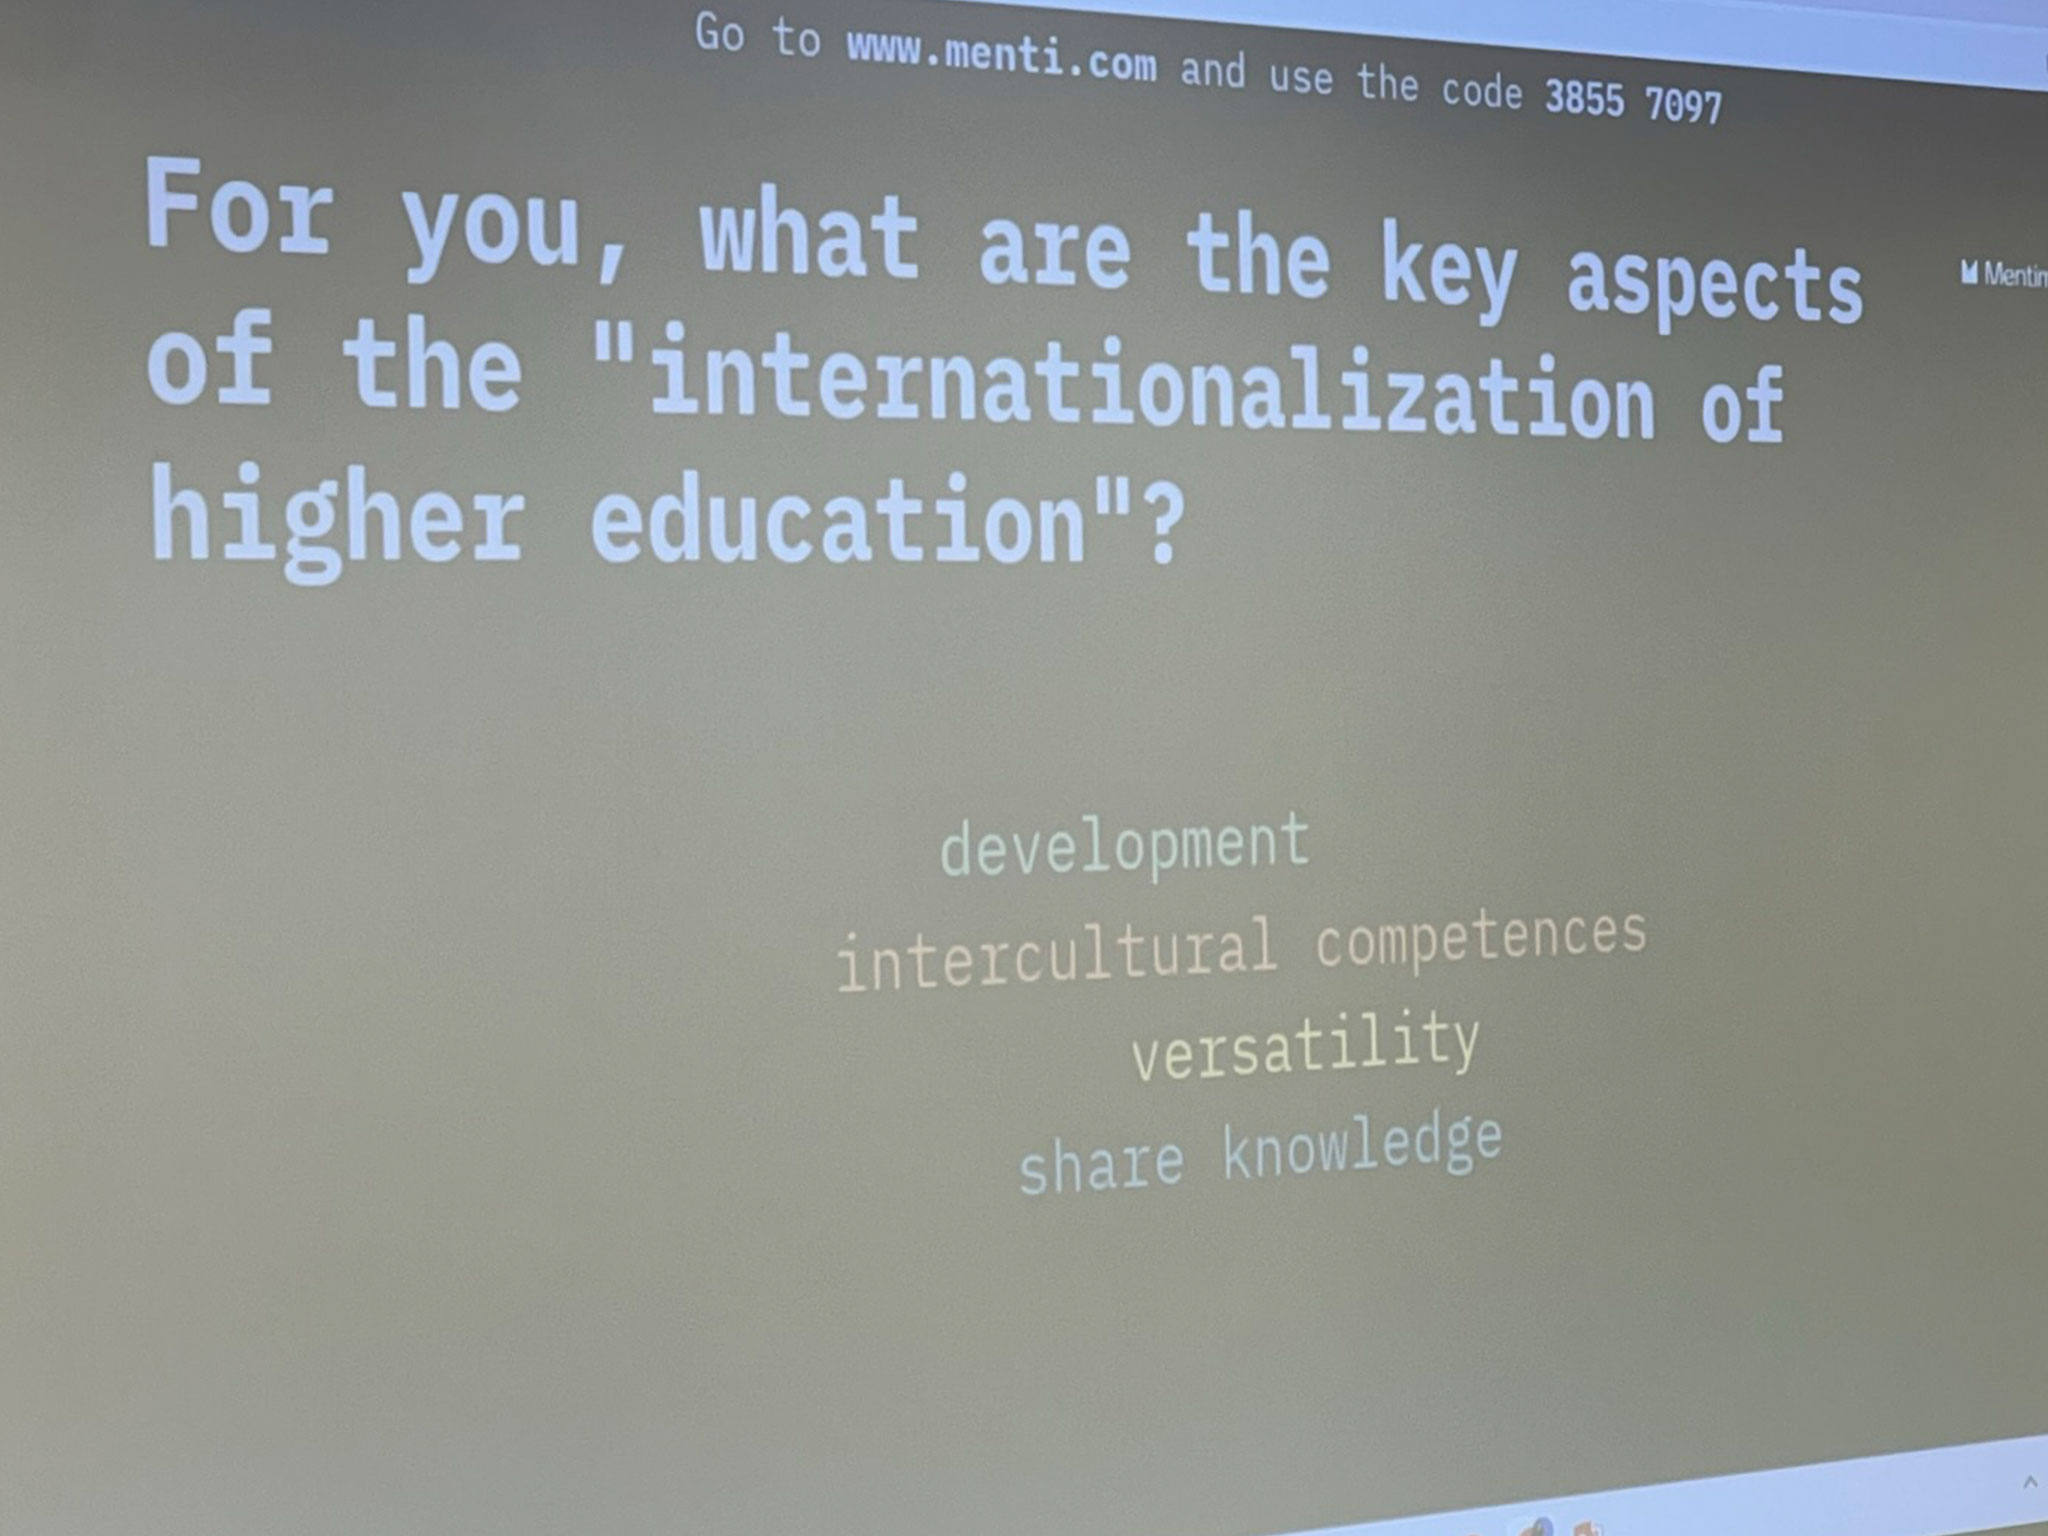 Go to www.menti.com and use the code 3855 7097
For you, what are the key aspects
of the "internationalization of
higher education"?
development
intercultural competences
versatility
share knowledge